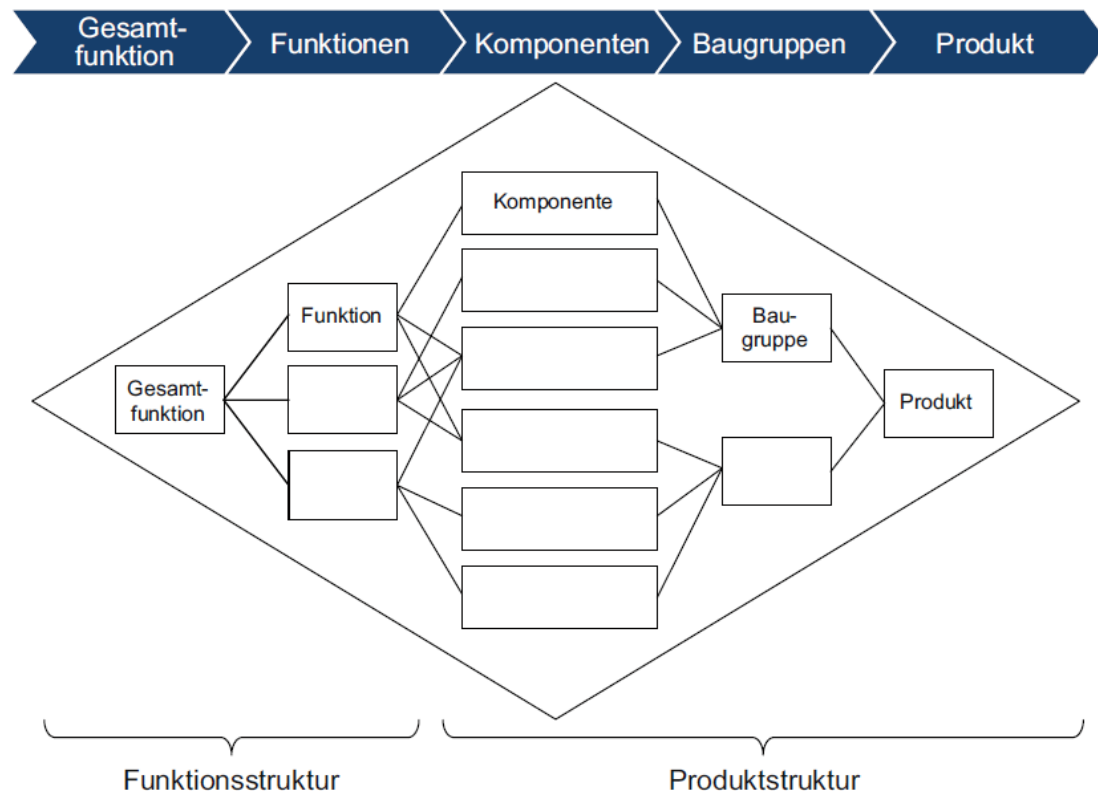 Gesamt-
funktion
Funktionen
Komponenten
Baugruppen
Produkt
Komponente
Funktion
Bau-
gruppe
Gesamt-
funktion
Produkt
Funktionsstruktur
Produktstruktur